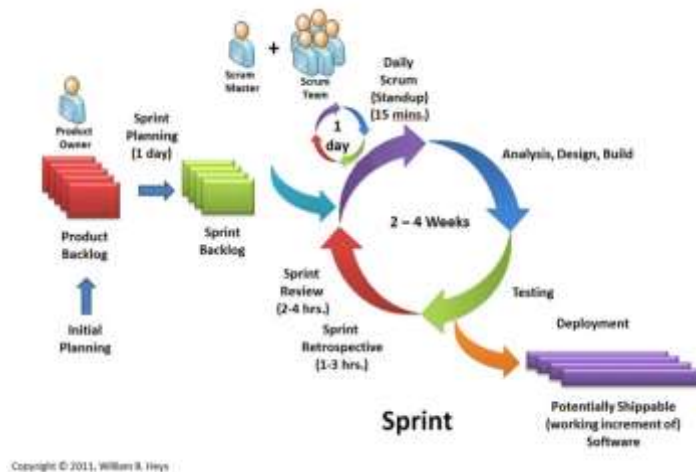 Scrum
Master
+
Scrum
Team
Daily
Scrum
(Standup)
(15 mins.)
Product
Owner
Sprint
Planning
(1 day)
1
day
Analysis, Design, Build
2 – 4 Weeks
Product
Backlog
Sprint
Backlog
Sprint
Review
(2-4 hrs.)
Testing
Initial
Planning
Sprint
Retrospective
(1-3 hrs.)
Deployment
Sprint
Potentially Shippable
(working increment of)
Software
Copyright © 2011, William B. Heys